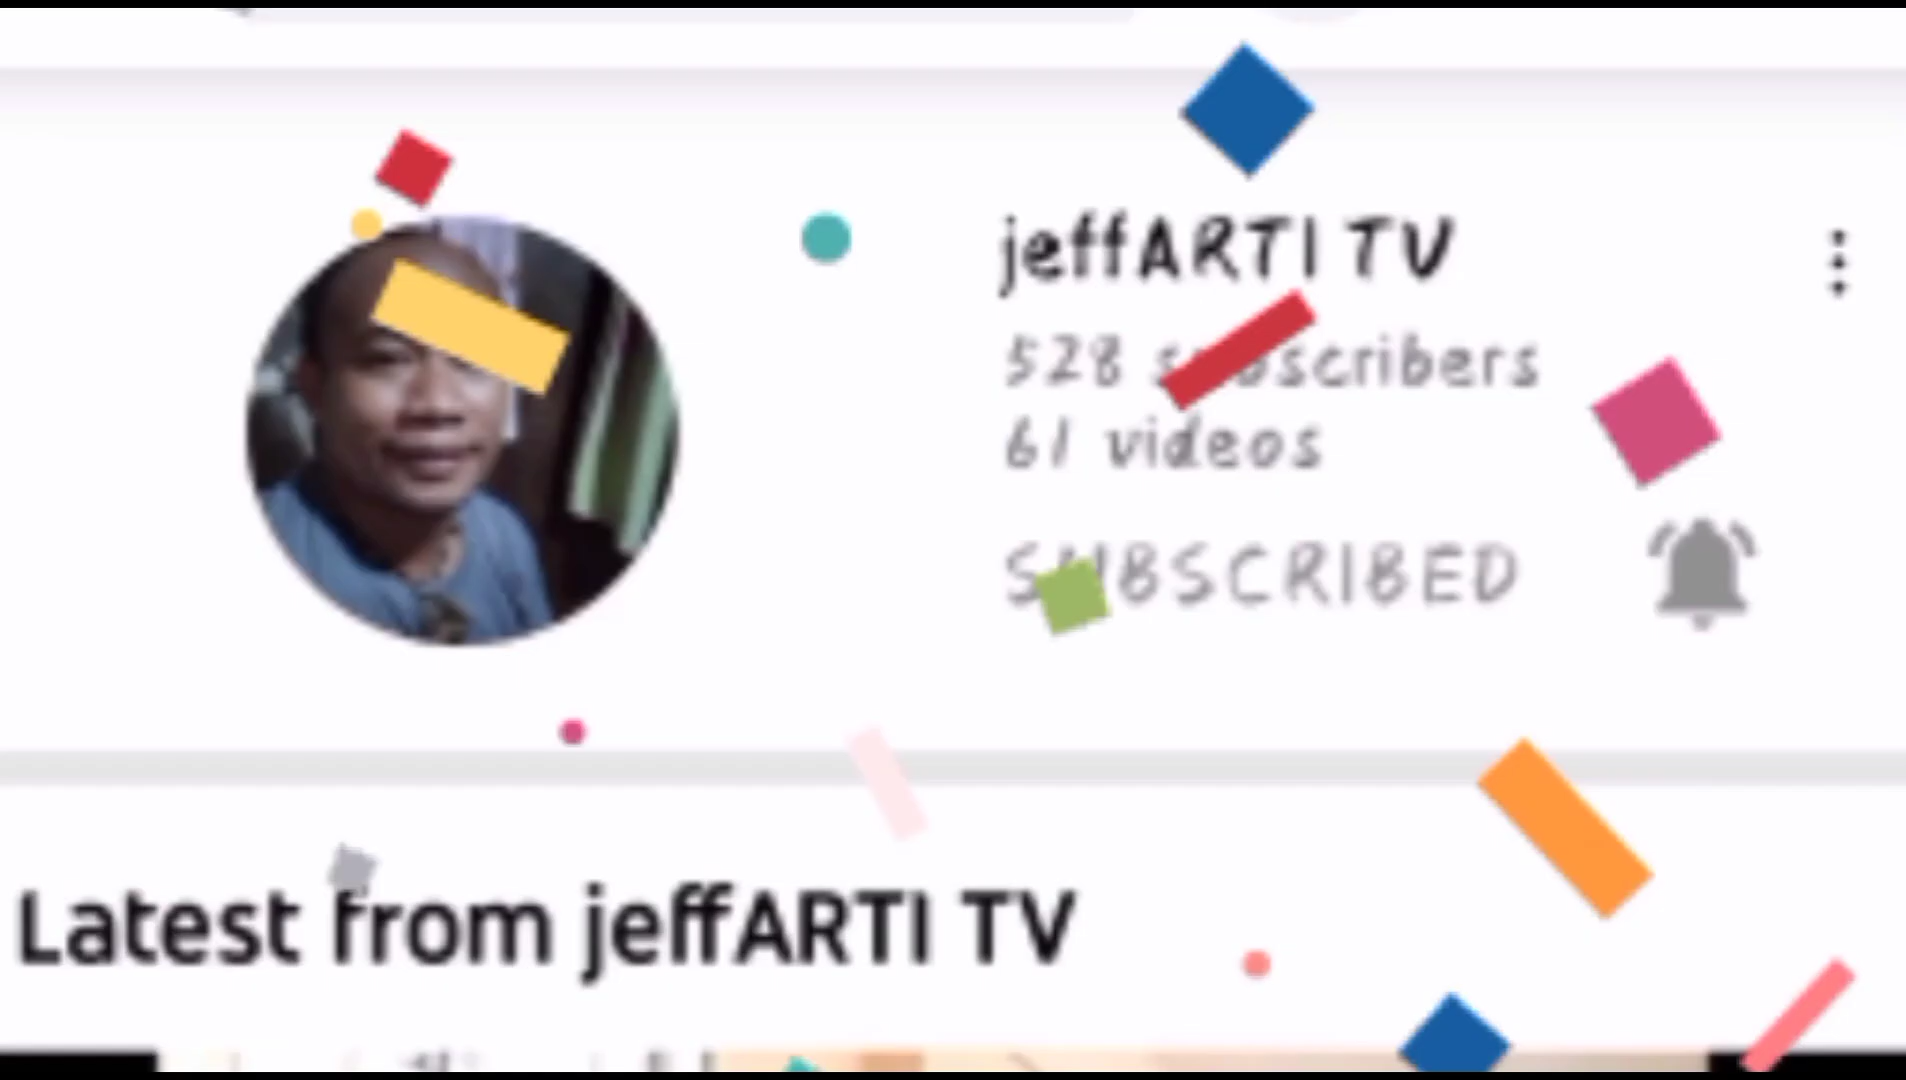 jeffARTI TV
528 subscribers
61 videos
SUBSCRIBED
Latest from jeffARTI TV